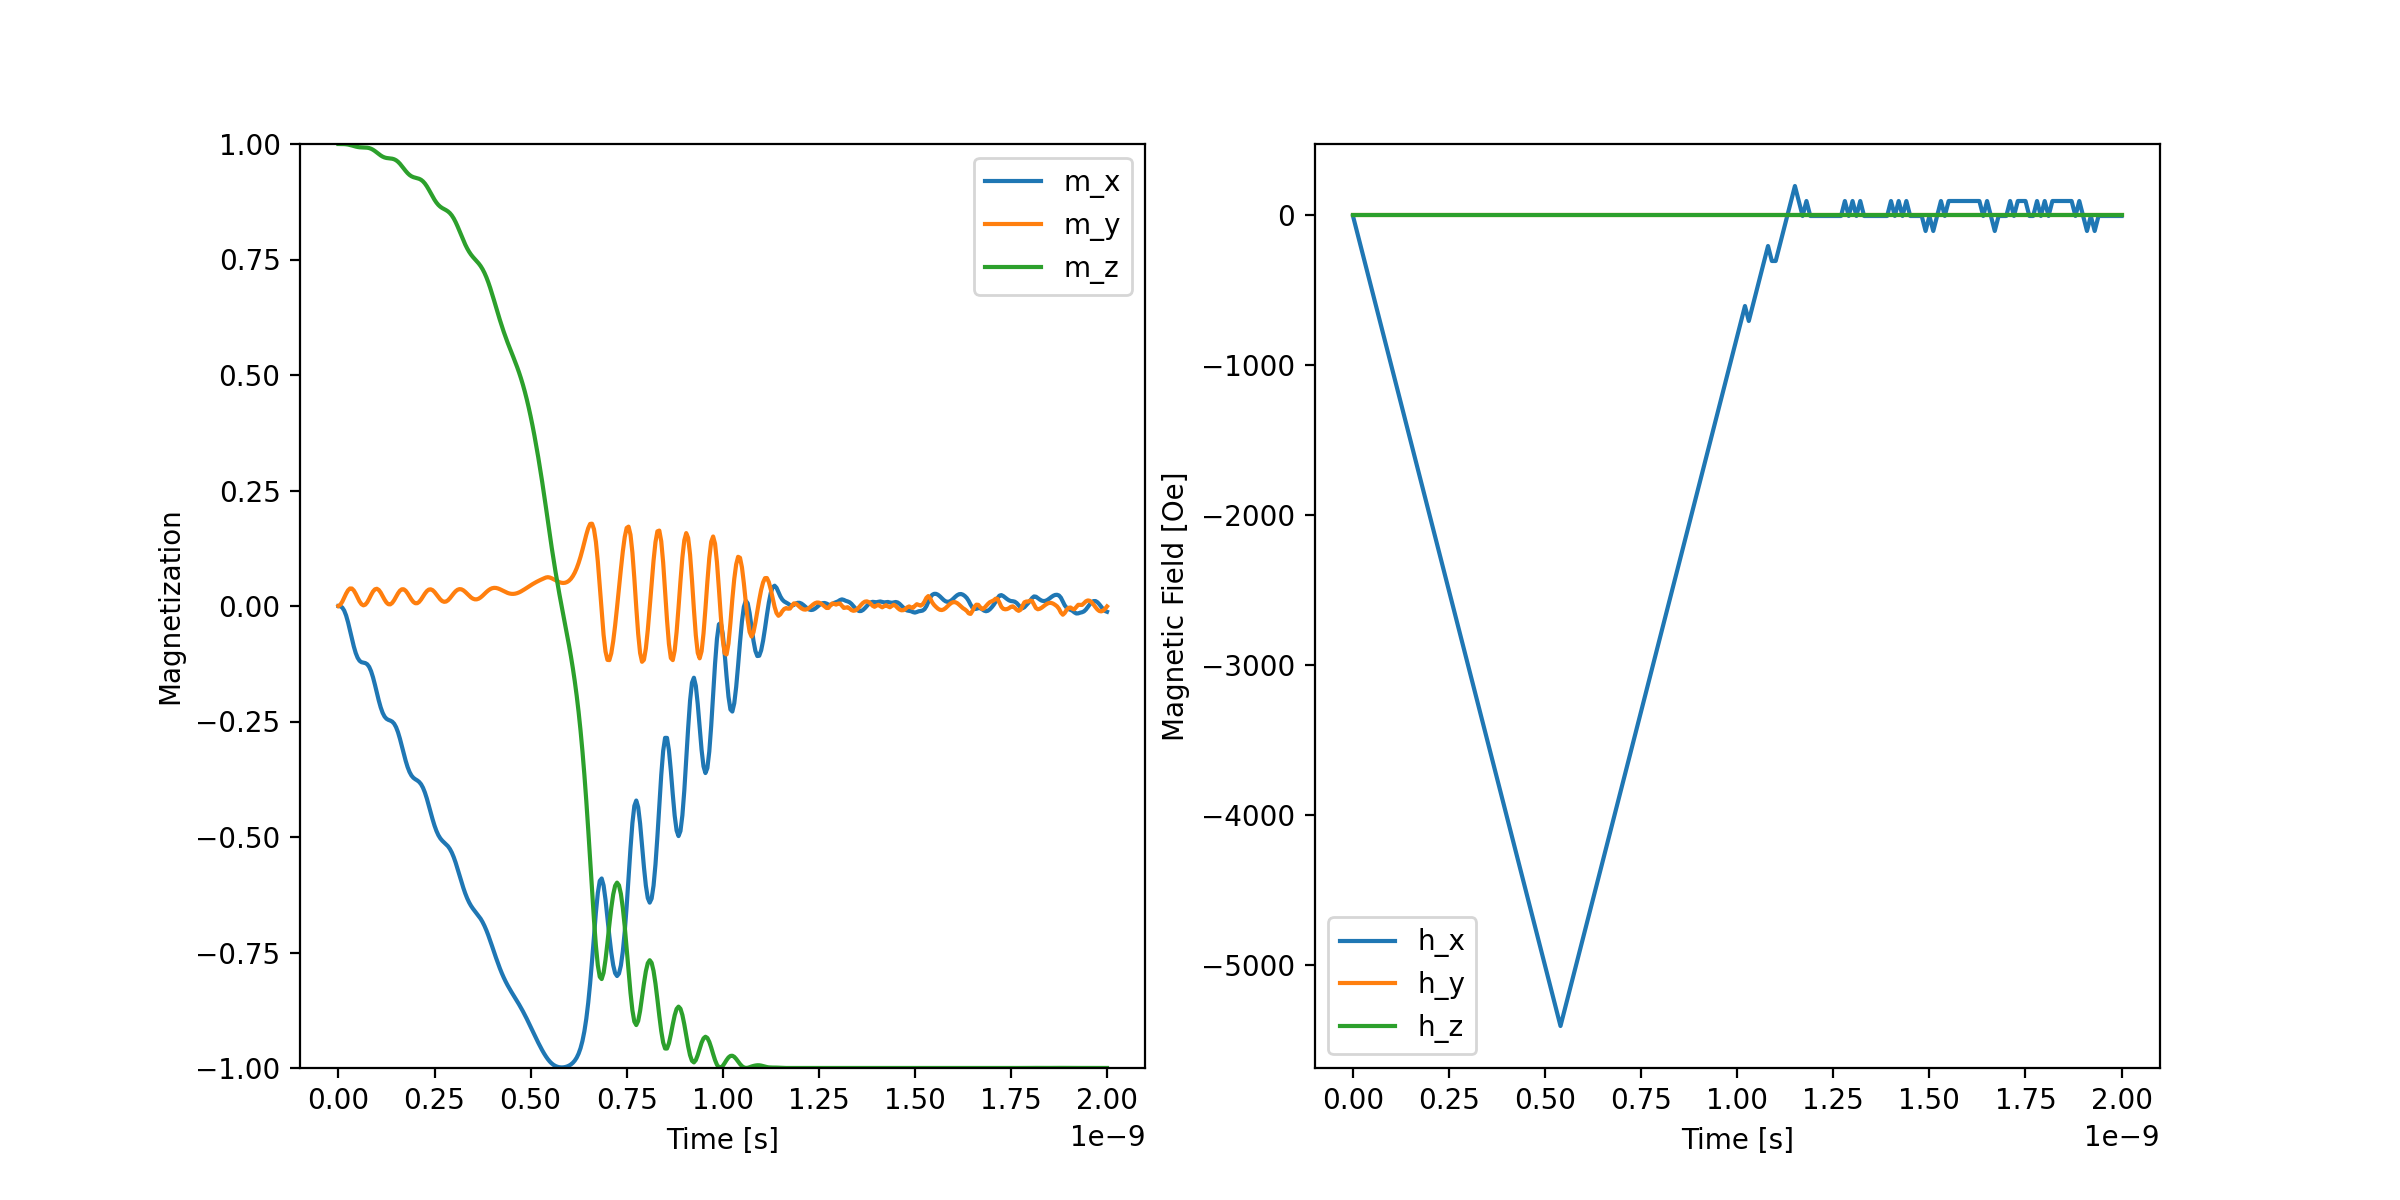 1.00
0.75
0.50
0.25
0.00
−0.25
−0.50
−0.75
−1.00
Magnetization
m_x
m_y
m_z
0.00 0.25 0.50 0.75 1.00 1.25 1.50 1.75 2.00
Time [s]
1e−9
0
−1000
−2000
−3000
−4000
−5000
Magnetic Field [Oe]
h_x
h_y
h_z
0.00 0.25 0.50 0.75 1.00 1.25 1.50 1.75 2.00
Time [s]
1e−9